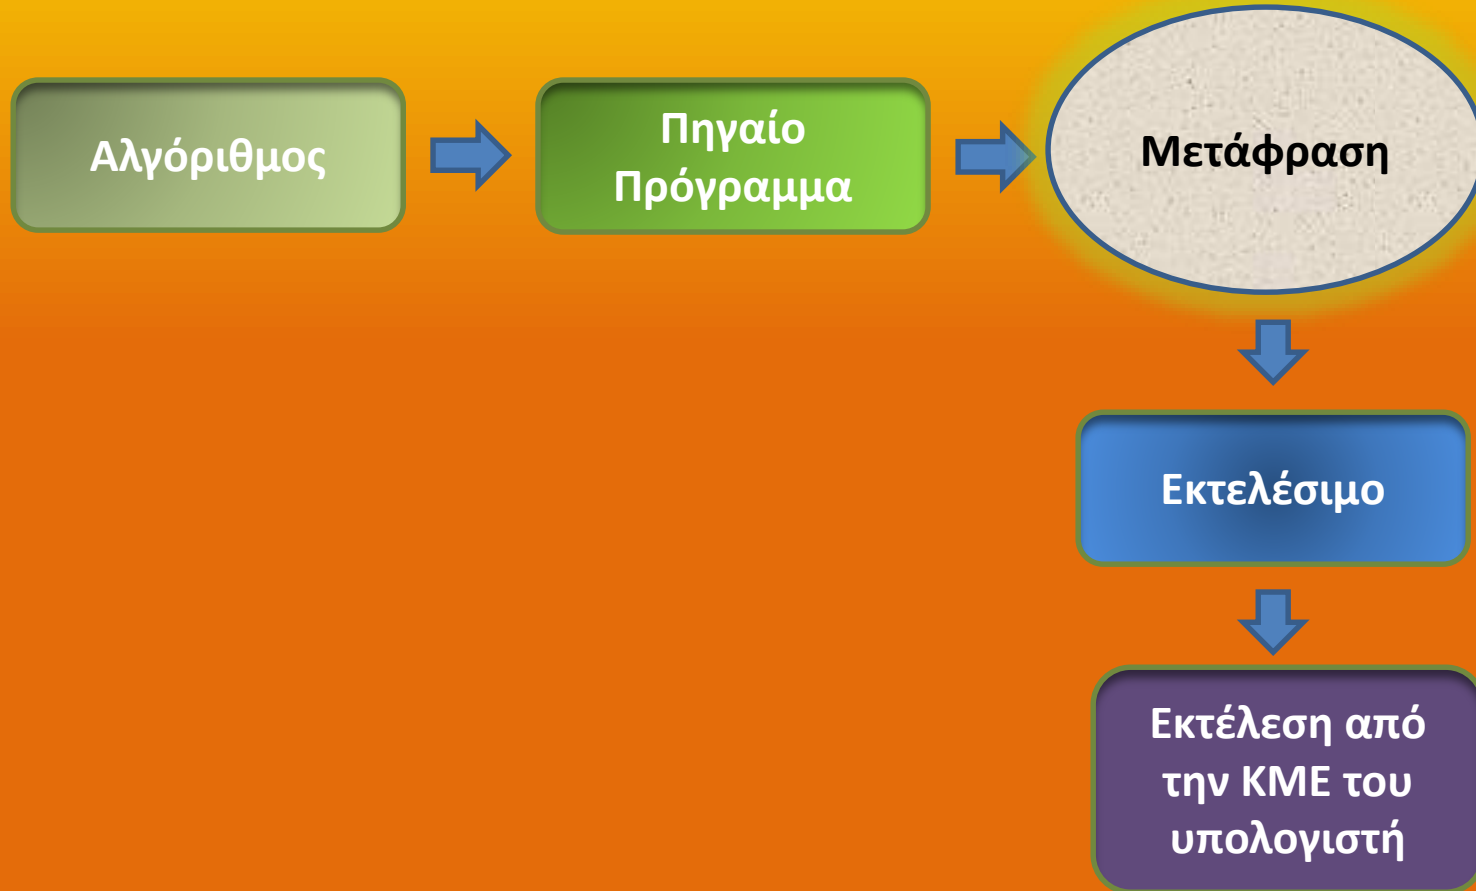 Αλγόριθμος
Πηγαίο
Πρόγραμμα
Μετάφραση
Εκτελέσιμο
Εκτέλεση από
την ΚΜΕ του
υπολογιστή